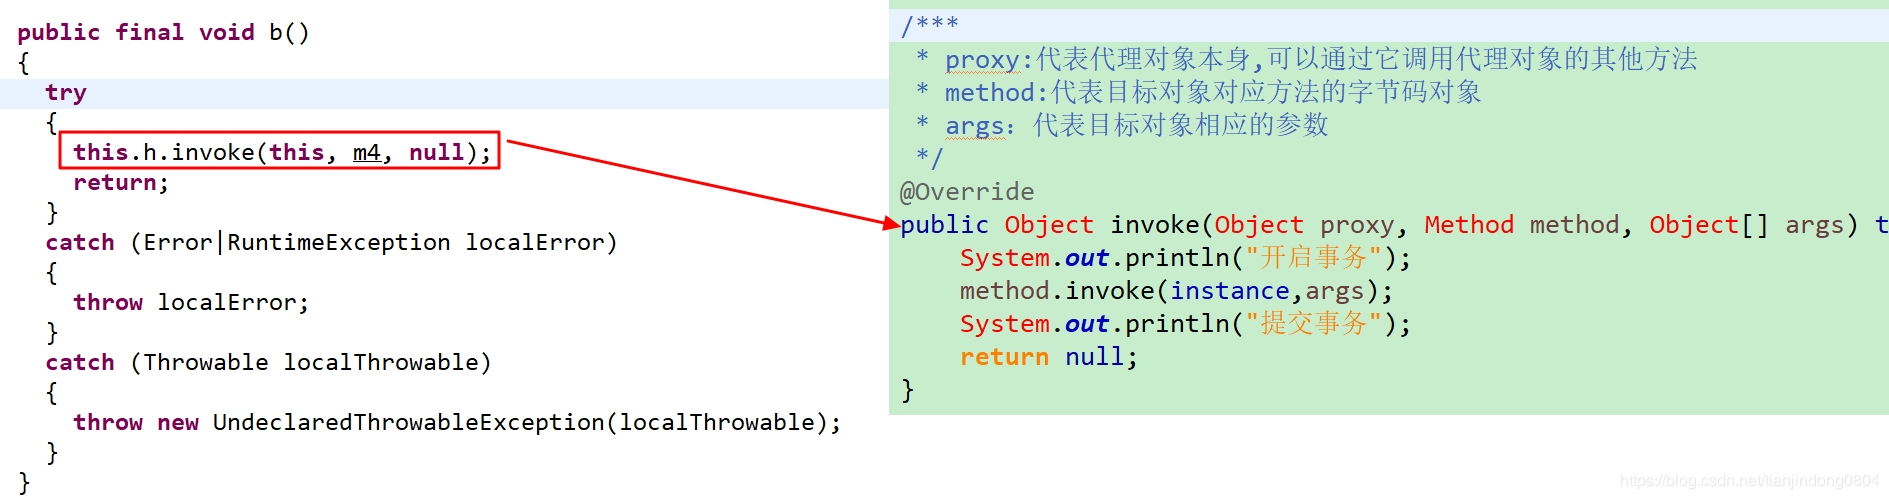 public final void b()
{
try
{
this.h.invoke(this, m4, null);
return;
}
catch (Error|RuntimeException localError)
{
throw localError;
}
catch (Throwable localThrowable)
{
throw new UndeclaredThrowableException(localThrowable);
}
}
/***
* proxy:代表代理对象本身,可以通过它调用代理对象的其他方法
* method:代表目标对象对应方法的字节码对象
* args：代表目标对象相应的参数
*/
@Override
public Object invoke(Object proxy, Method method, Object[] args) t
System.out.println("开启事务");
method.invoke(instance,args);
System.out.println("提交事务");
return null;
}
https://blog.csdn.net/tianjindong0804